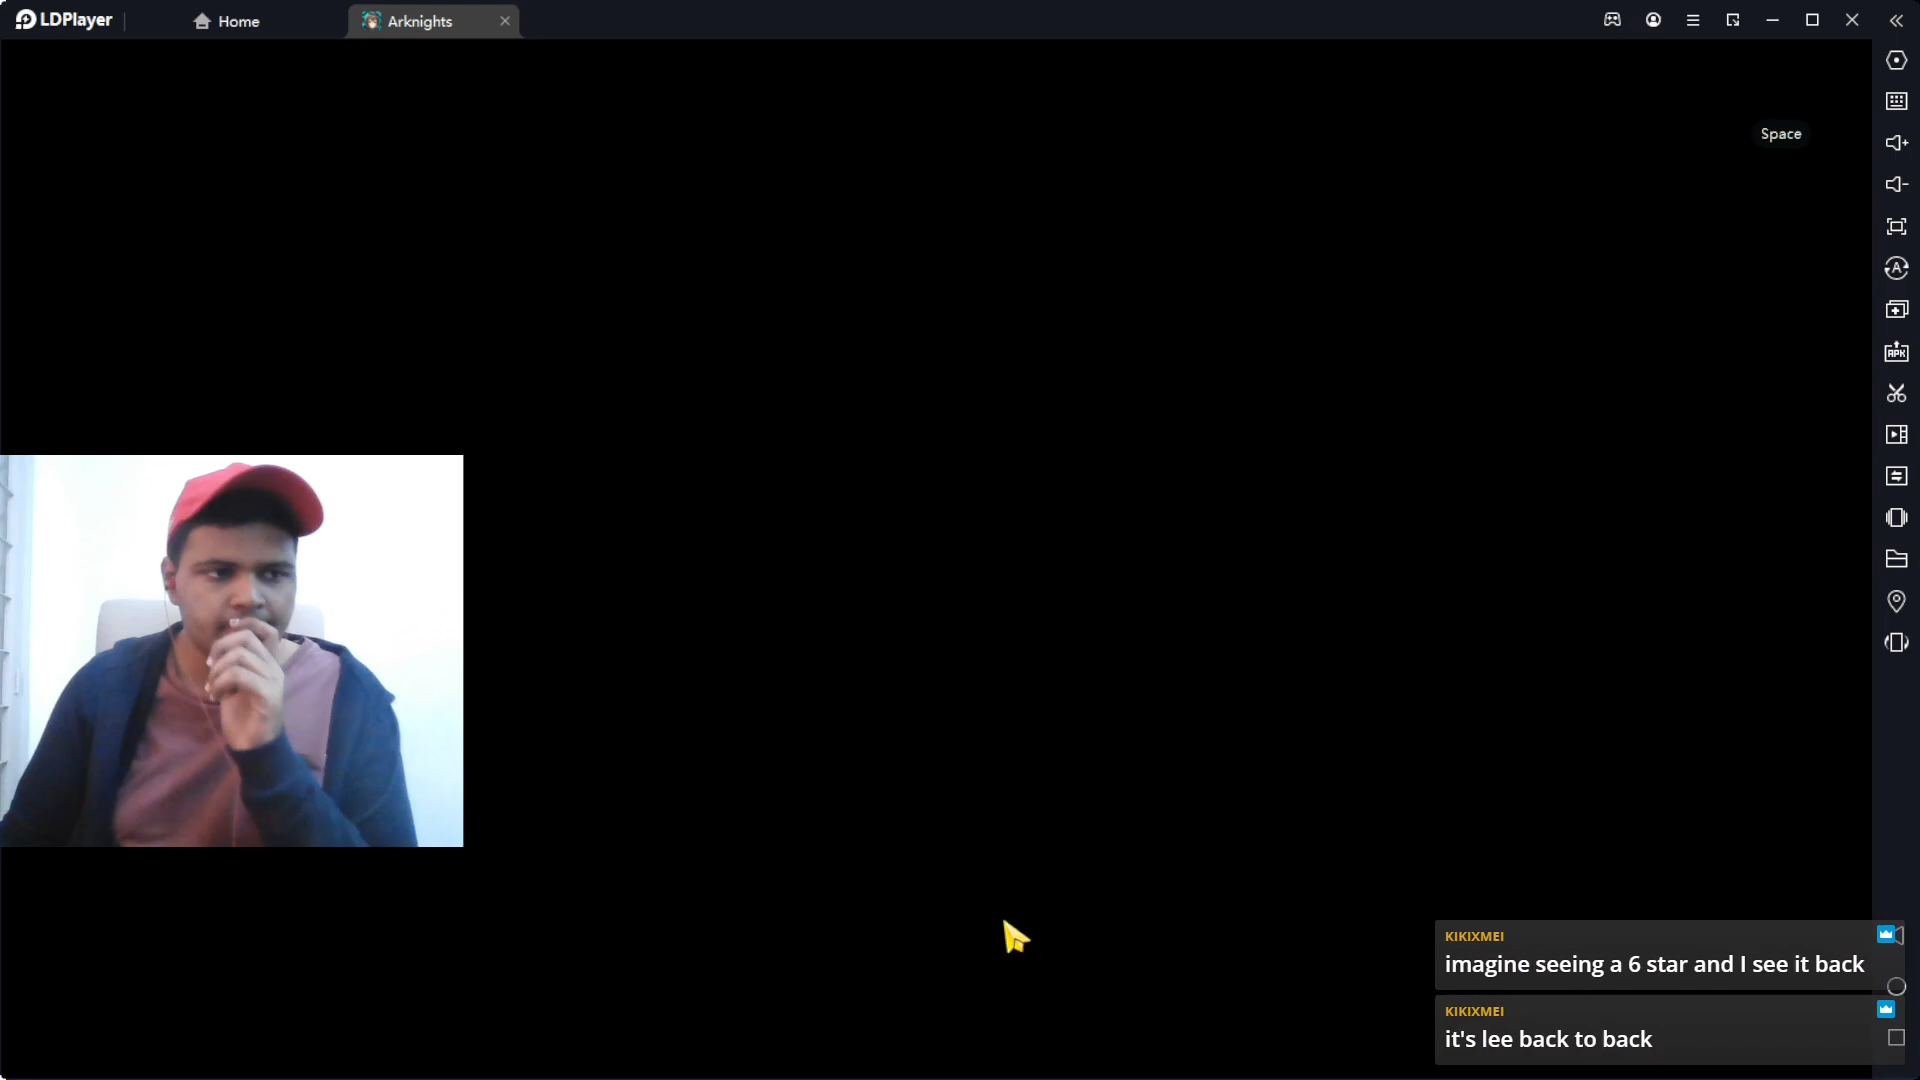 LDPlayer
Home
Arknights
Space
KIKIXMEI
imagine seeing a 6 star and I see it back
KIKIXMEI
it's lee back to back